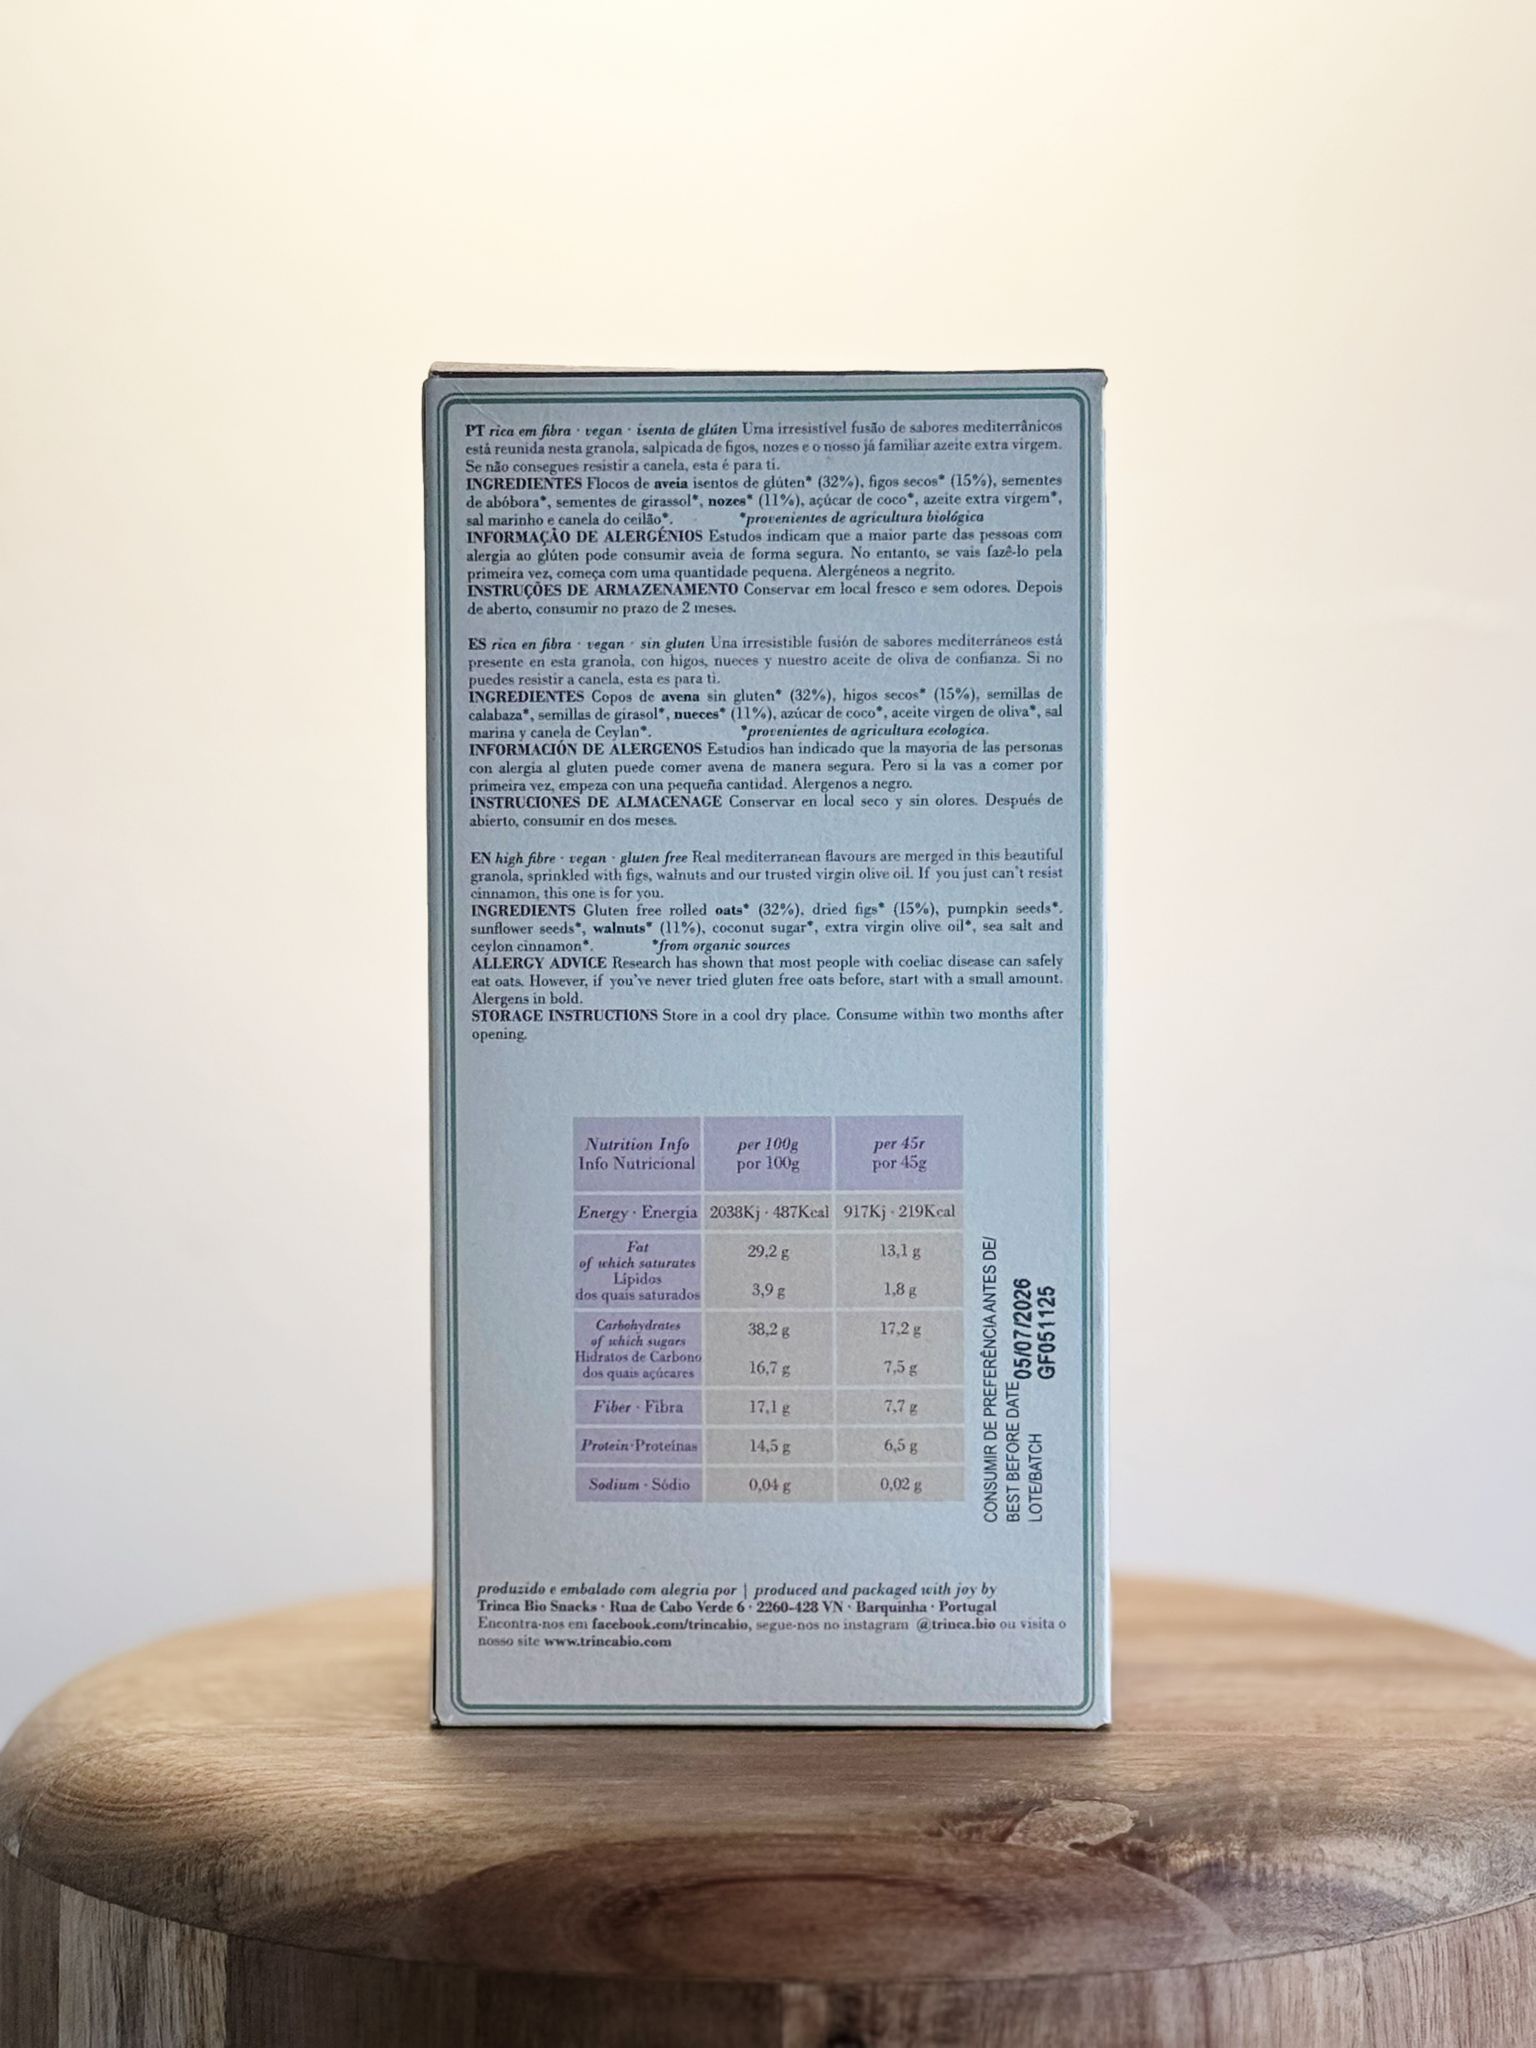 PT rica em fibra · vegan · isenta de glúten Uma irresistível fusão de sabores mediterrânicos
está reunida nesta granola, salpicada de figos, nozes e o nosso já familiar azeite extra virgem.
Se não consegues resistir a canela, esta é para ti.
INGREDIENTES Flocos de aveia isentos de glúten* (32%), figos secos* (15%), sementes
de abóbora*, sementes de girassol*, nozes* (11%), açúcar de coco*, azeite extra virgem*,
sal marinho e canela do ceilão*. *provenientes de agricultura biológica
INFORMAÇÃO DE ALERGÉNIOS Estudos indicam que a maior parte das pessoas com
alergia ao glúten pode consumir aveia de forma segura. No entanto, se vais fazê-lo pela
primeira vez, começa com uma quantidade pequena. Alergéneos a negrito.
INSTRUÇÕES DE ARMAZENAMENTO Conservar em local fresco e sem odores. Depois
de aberto, consumir no prazo de 2 meses.
ES rica en fibra · vegan · sin gluten Una irresistible fusión de sabores mediterráneos está
presente en esta granola, con higos, nueces y nuestro aceite de oliva de confianza. Si no
puedes resistir a canela, esta es para ti.
INGREDIENTES Copos de avena sin gluten* (32%), higos secos* (15%), semillas de
calabaza*, semillas de girasol*, nueces* (11%), azúcar de coco*, aceite virgen de oliva*, sal
marina y canela de Ceylan*. *provenientes de agricultura ecologica.
INFORMACIÓN DE ALERGENOS Estudios han indicado que la mayoria de las personas
con alergia al gluten puede comer avena de manera segura. Pero si la vas a comer por
primera vez, empeza con una pequeña cantidad. Alergenos a negro.
INSTRUCIONES DE ALMACENAGE Conservar en local seco y sin olores. Después de
abierto, consumir en dos meses.
EN high fibre · vegan · gluten free Real mediterranean flavours are merged in this beautiful
granola, sprinkled with figs, walnuts and our trusted virgin olive oil. If you just can't resist
cinnamon, this one is for you.
INGREDIENTS Gluten free rolled oats* (32%), dried figs* (15%), pumpkin seeds*,
sunflower seeds*, walnuts* (11%), coconut sugar*, extra virgin olive oil*, sea salt and
ceylon cinnamon*. *from organic sources
ALLERGY ADVICE Research has shown that most people with coeliac disease can safely
eat oats. However, if you've never tried gluten free oats before, start with a small amount.
Alergens in bold.
STORAGE INSTRUCTIONS Store in a cool dry place. Consume within two months after
opening.
Nutrition Info per 100g per 45r
Info Nutricional por 100g por 45g
Energy · Energia 2038Kj · 487Kcal 917Kj · 219Kcal
Fat 29,2 g 13,1 g
of which saturates
Lípidos
dos quais saturados 3,9 g 1,8 g
Carbohydrates 38,2 g 17,2 g
of which sugars
Hidratos de Carbono
dos quais açúcares 16,7 g 7,5 g
Fiber · Fibra 17,1 g 7,7 g
Protein·Proteínas 14,5 g 6,5 g
Sodium · Sódio 0,04 g 0,02 g
CONSUMIR DE PREFERÊNCIA ANTES DE/
BEST BEFORE DATE 05/07/2026
LOTE/BATCH GF051125
produzido e embalado com alegria por | produced and packaged with joy by
Trinca Bio Snacks · Rua de Cabo Verde 6 · 2260-428 VN · Barquinha · Portugal
Encontra-nos em facebook.com/trincabio, segue-nos no instagram @trinca.bio ou visita o
nosso site www.trincabio.com